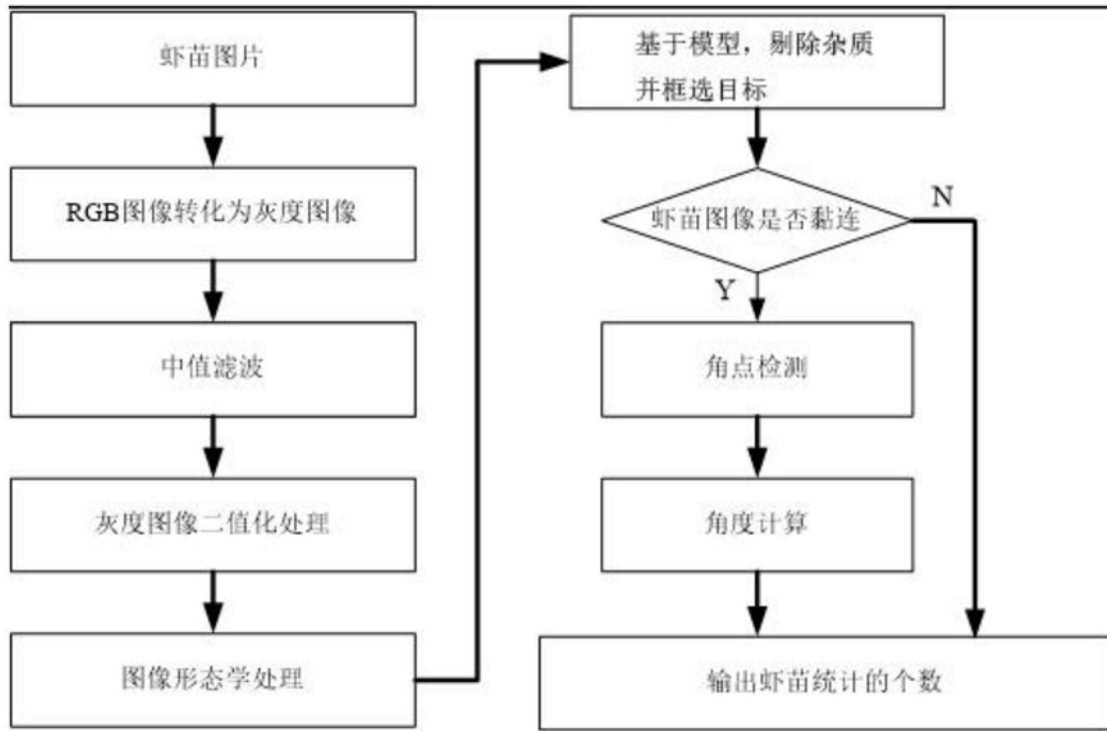 虾苗图片
RGB图像转化为灰度图像
中值滤波
灰度图像二值化处理
图像形态学处理
基于模型，剔除杂质
并框选目标
虾苗图像是否黏连
N
Y
角点检测
角度计算
输出虾苗统计的个数